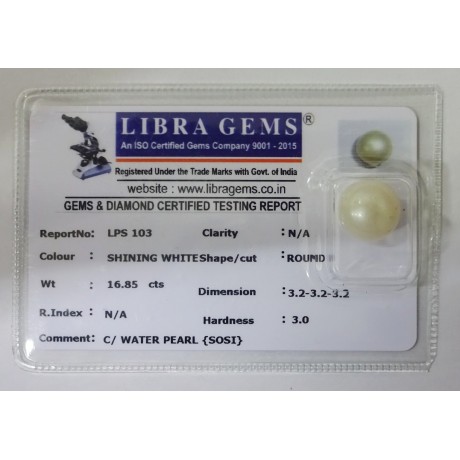 LIBRA GEMS ®
An ISO Certified Gems Company 9001 - 2015
Registered Under the Trade Marks with Govt. of India
website : www.libragems.co.in
GEMS & DIAMOND CERTIFIED TESTING REPORT
ReportNo: LPS 103 Clarity : N/A
Colour : SHINING WHITE Shape/cut : ROUND
Wt : 16.85 cts Dimension : 3.2-3.2-3.2
R.Index : N/A Hardness : 3.0
Comment: C/ WATER PEARL {SOSI}